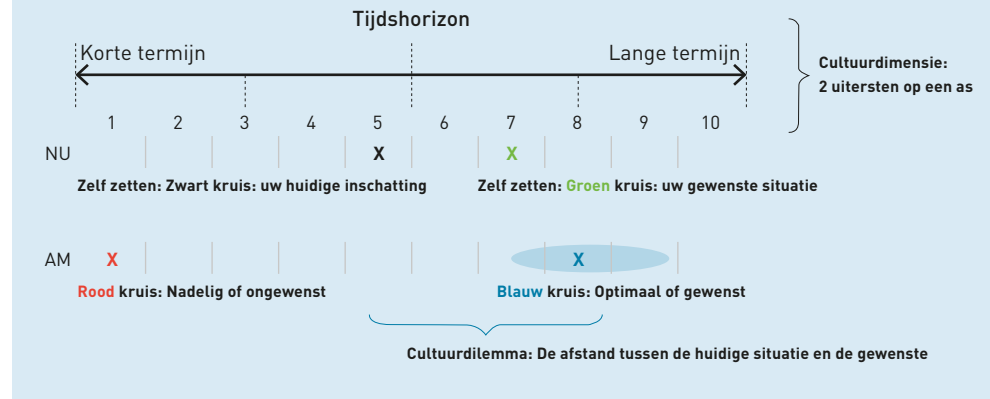 Tijdshorizon
Korte termijn
Lange termijn
Cultuurdimensie:
2 uitersten op een as
1 2 3 4 5 6 7 8 9 10
NU X X
Zelf zetten: Zwart kruis: uw huidige inschatting
Zelf zetten: Groen kruis: uw gewenste situatie
AM X X
Rood kruis: Nadelig of ongewenst
Blauw kruis: Optimaal of gewenst
Cultuurdilemma: De afstand tussen de huidige situatie en de gewenste